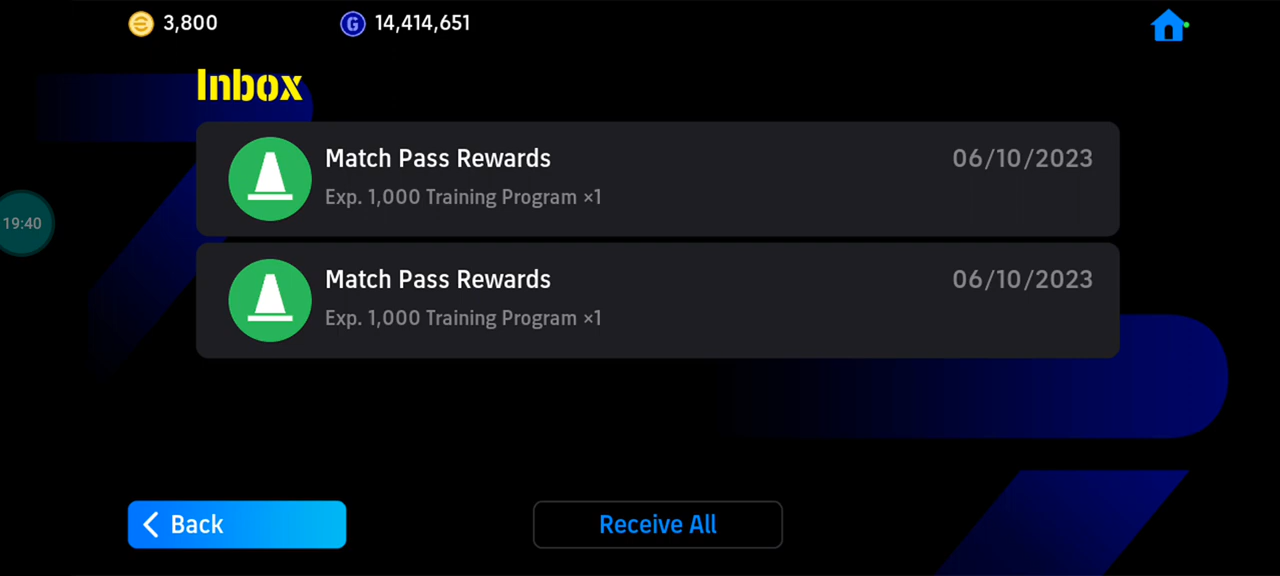 3,800
14,414,651
Inbox
Match Pass Rewards
06/10/2023
Exp. 1,000 Training Program ×1
19:40
Match Pass Rewards
06/10/2023
Exp. 1,000 Training Program ×1
Back
Receive All